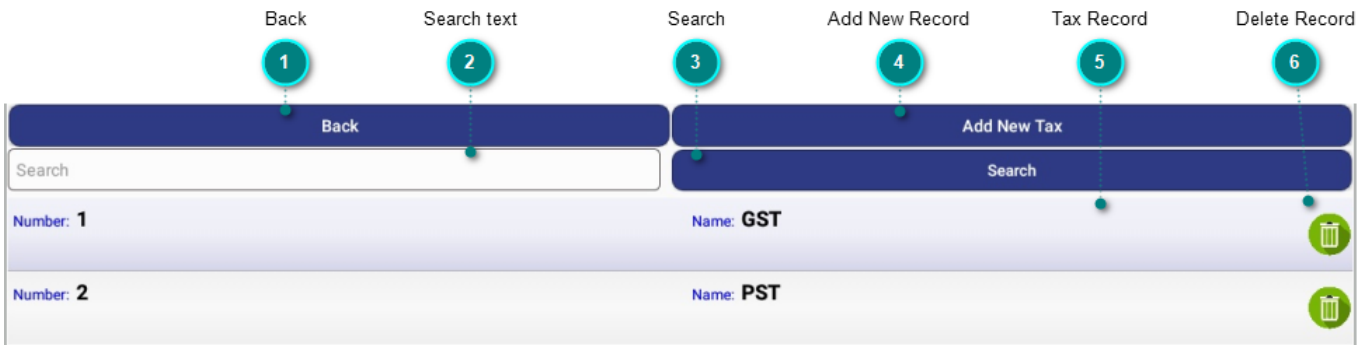 Back Search text Search Add New Record Tax Record Delete Record
1 2 3 4 5 6
Back Add New Tax
Search Search
Number: 1 Name: GST
Number: 2 Name: PST